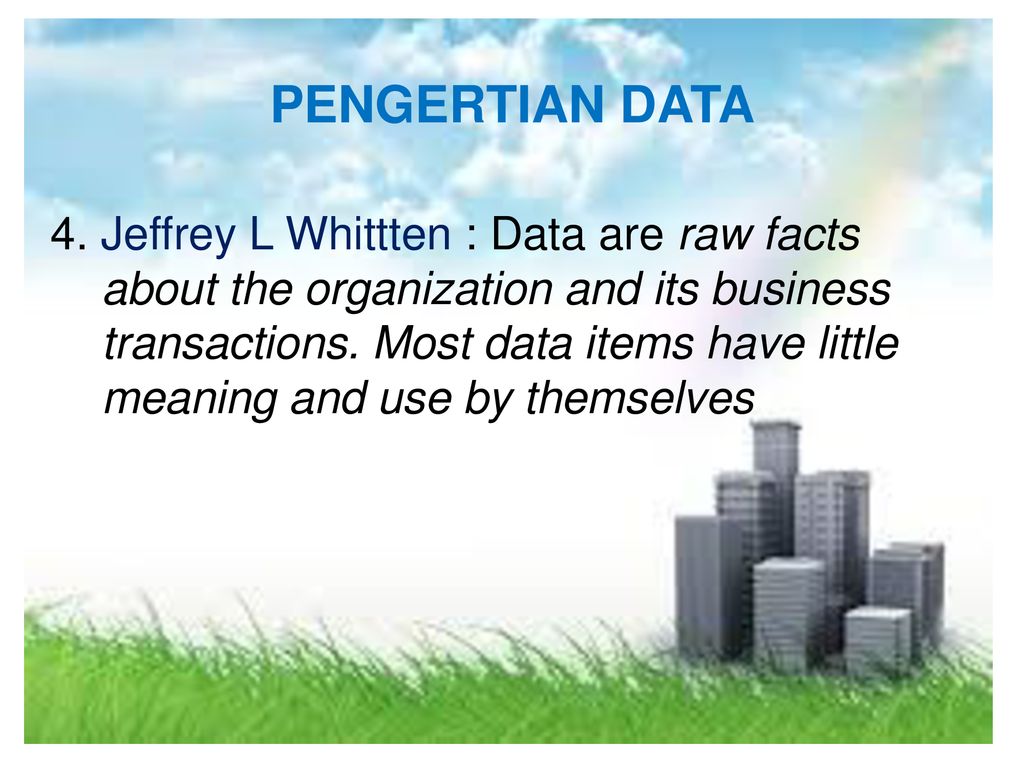 PENGERTIAN DATA
4. Jeffrey L Whittten : Data are raw facts
about the organization and its business
transactions. Most data items have little
meaning and use by themselves